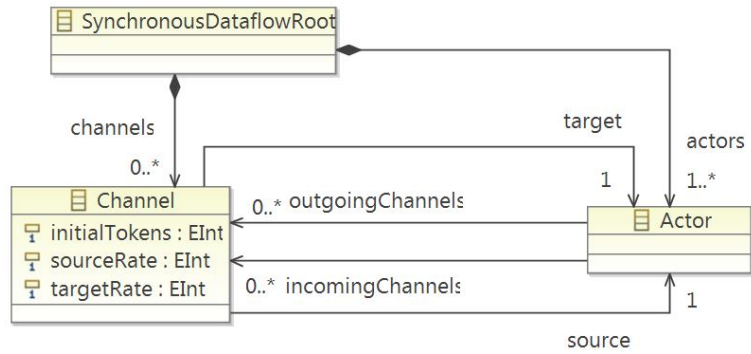 SynchronousDataflowRoot
channels
0..*
target
1
actors
1..*
Channel
initialTokens : EInt
sourceRate : EInt
targetRate : EInt
0..* outgoingChannels
0..* incomingChannels
Actor
1
source